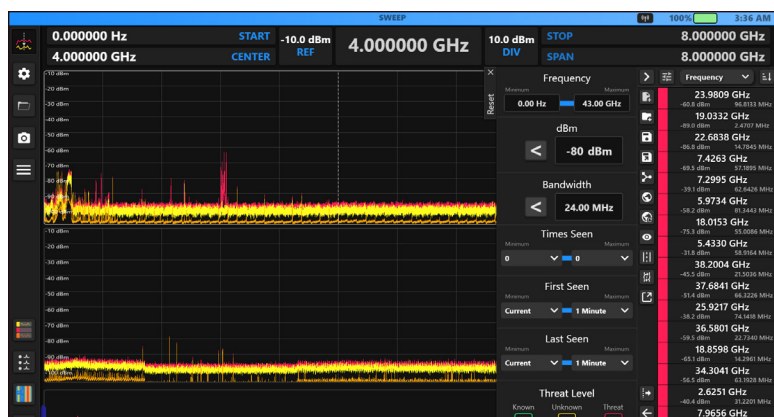 SWEEP
100% 3:36 AM
0.000000 Hz START -10.0 dBm REF 4.000000 GHz 10.0 dBm DIV STOP 8.000000 GHz
4.000000 GHz CENTER SPAN 8.000000 GHz
-10 dBm
-20 dBm
-30 dBm
-40 dBm
-50 dBm
-60 dBm
-70 dBm
-80 dBm
-10 dBm
-20 dBm
-30 dBm
-40 dBm
-50 dBm
-60 dBm
-70 dBm
-80 dBm
-90 dBm
×
Reset
Frequency
Minimum Maximum
0.00 Hz 43.00 GHz
dBm
< -80 dBm
Bandwidth
< 24.00 MHz
Times Seen
Minimum Maximum
0 0
First Seen
Minimum Maximum
Current 1 Minute
Last Seen
Minimum Maximum
Current 1 Minute
Threat Level
Known Unknown Threat
Frequency
23.9809 GHz
-60.8 dBm 96.8133 MHz
19.0332 GHz
-89.0 dBm 2.4707 MHz
22.6838 GHz
-86.8 dBm 14.7845 MHz
7.4263 GHz
-69.5 dBm 57.1895 MHz
7.2995 GHz
-39.1 dBm 62.6426 MHz
5.9734 GHz
-58.2 dBm 81.3443 MHz
18.0153 GHz
-75.3 dBm 55.0086 MHz
5.4330 GHz
-31.8 dBm 58.9164 MHz
38.2004 GHz
-45.5 dBm 21.5036 MHz
37.6841 GHz
-51.4 dBm 66.3226 MHz
25.9217 GHz
-38.2 dBm 74.1418 MHz
36.5801 GHz
-59.5 dBm 22.7340 MHz
18.8598 GHz
-65.1 dBm 14.2961 MHz
34.3041 GHz
-56.5 dBm 63.1928 MHz
2.6251 GHz
-40.4 dBm 31.2201 MHz
7.9656 GHz